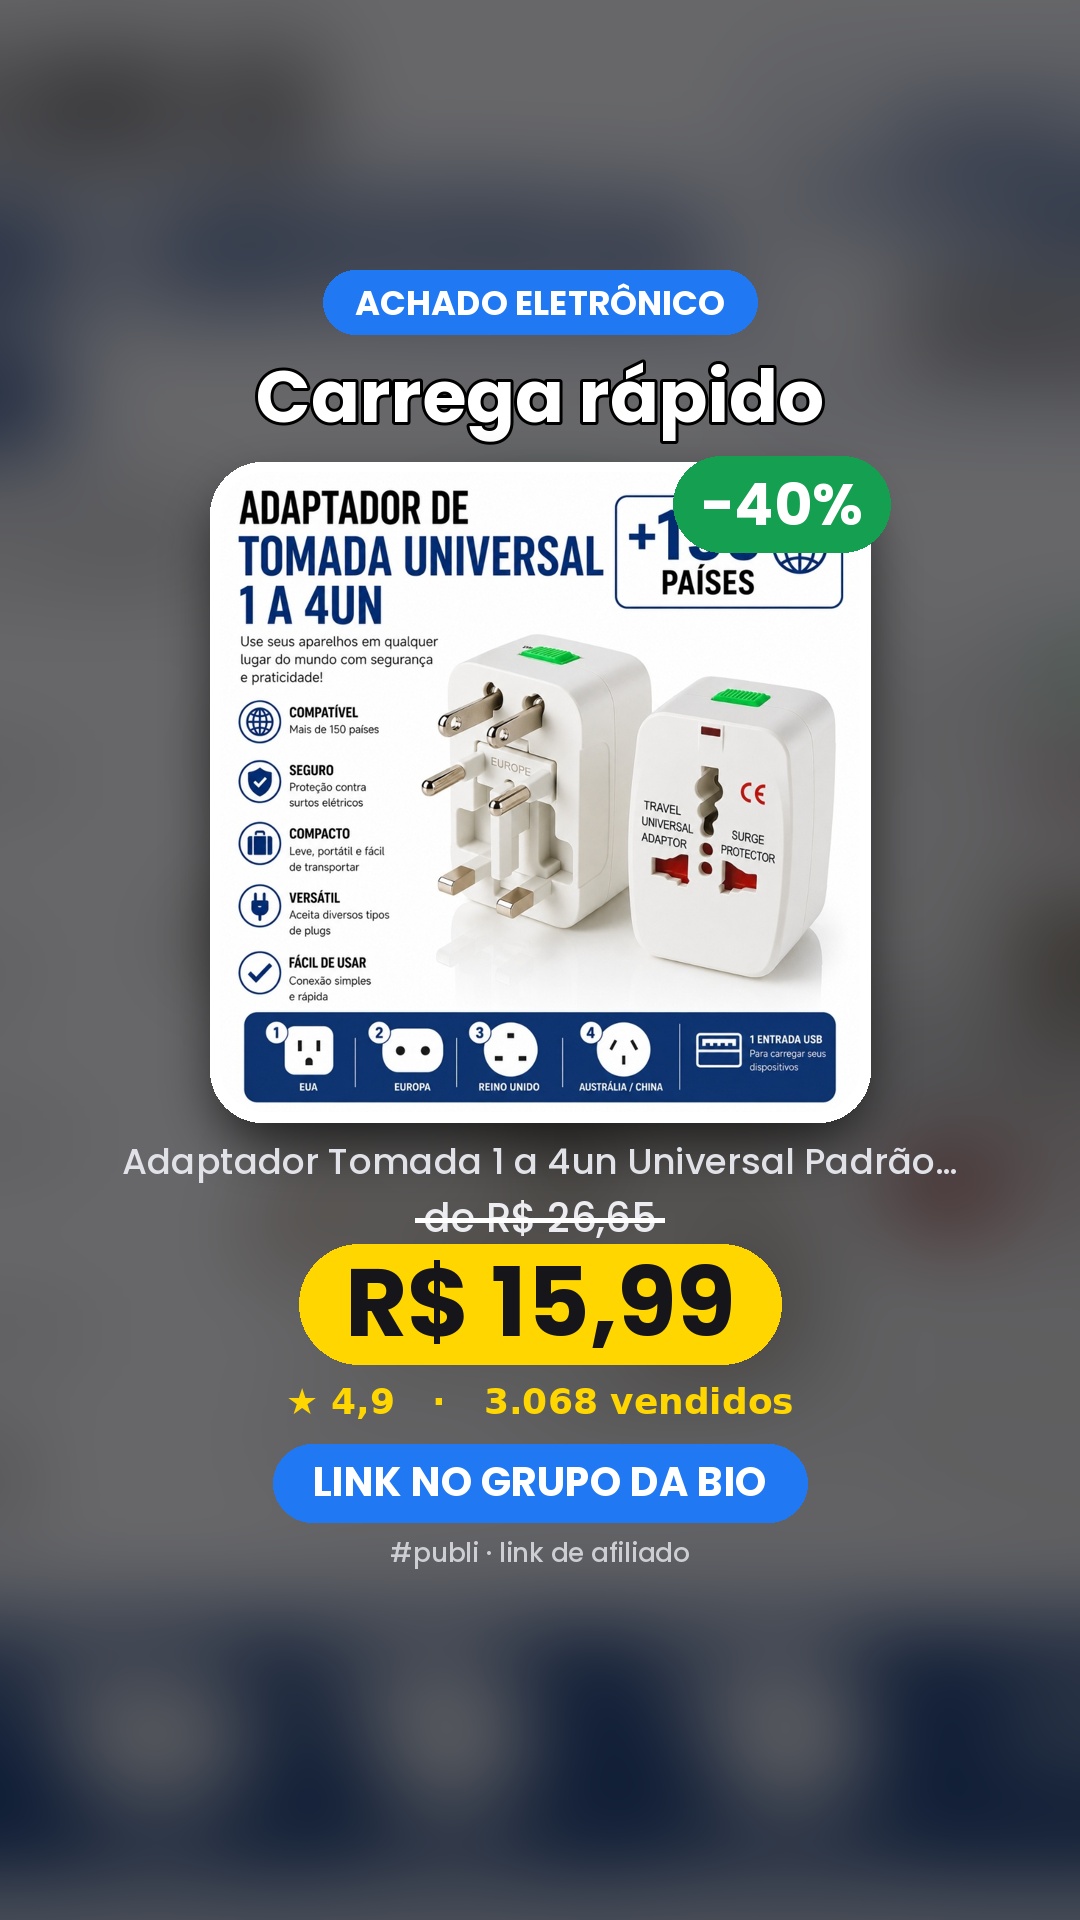 ACHADO ELETRÔNICO
Carrega rápido
-40%
ADAPTADOR DE
TOMADA UNIVERSAL
1 A 4UN
PAÍSES
Use seus aparelhos em qualquer
lugar do mundo com segurança
e praticidade!
COMPATÍVEL
Mais de 150 países
SEGURO
Proteção contra
surtos elétricos
COMPACTO
Leve, portátil e fácil
de transportar
VERSÁTIL
Aceita diversos tipos
de plugs
FÁCIL DE USAR
Conexão simples
e rápida
EUROPE
CE
TRAVEL
UNIVERSAL
ADAPTOR
SURGE
PROTECTOR
1
EUA
2
EUROPA
3
REINO UNIDO
4
AUSTRÁLIA / CHINA
1 ENTRADA USB
Para carregar seus
dispositivos
Adaptador Tomada 1 a 4un Universal Padrão...
de R$ 26,65
R$ 15,99
★ 4,9 · 3.068 vendidos
LINK NO GRUPO DA BIO
#publi · link de afiliado